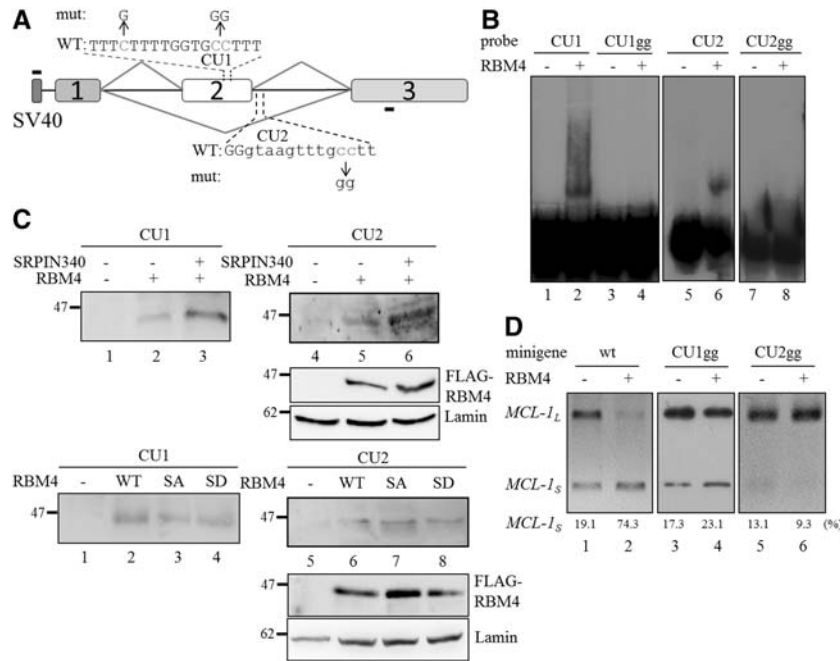 A
mut: G GG
WT:TTTCTTTTGGTGCCTTT
CU1
1 2 3
SV40
CU2
WT:GGgtaagtttgcctt
mut: gg
B
probe CU1 CU1gg CU2 CU2gg
RBM4 - + - + - + - +
1 2 3 4 5 6 7 8
C
CU1
SRPIN340 - - +
RBM4 - + +
47
1 2 3
CU2
SRPIN340 - - +
RBM4 - + +
47
4 5 6
47
FLAG-
RBM4
62
Lamin
CU1
RBM4 - WT SA SD
47
1 2 3 4
CU2
RBM4 - WT SA SD
47
5 6 7 8
47
FLAG-
RBM4
62
Lamin
D
minigene wt CU1gg CU2gg
RBM4 - + - + - +
MCL-1L
MCL-1S
MCL-1S 19.1 74.3 17.3 23.1 13.1 9.3 (%)
1 2 3 4 5 6